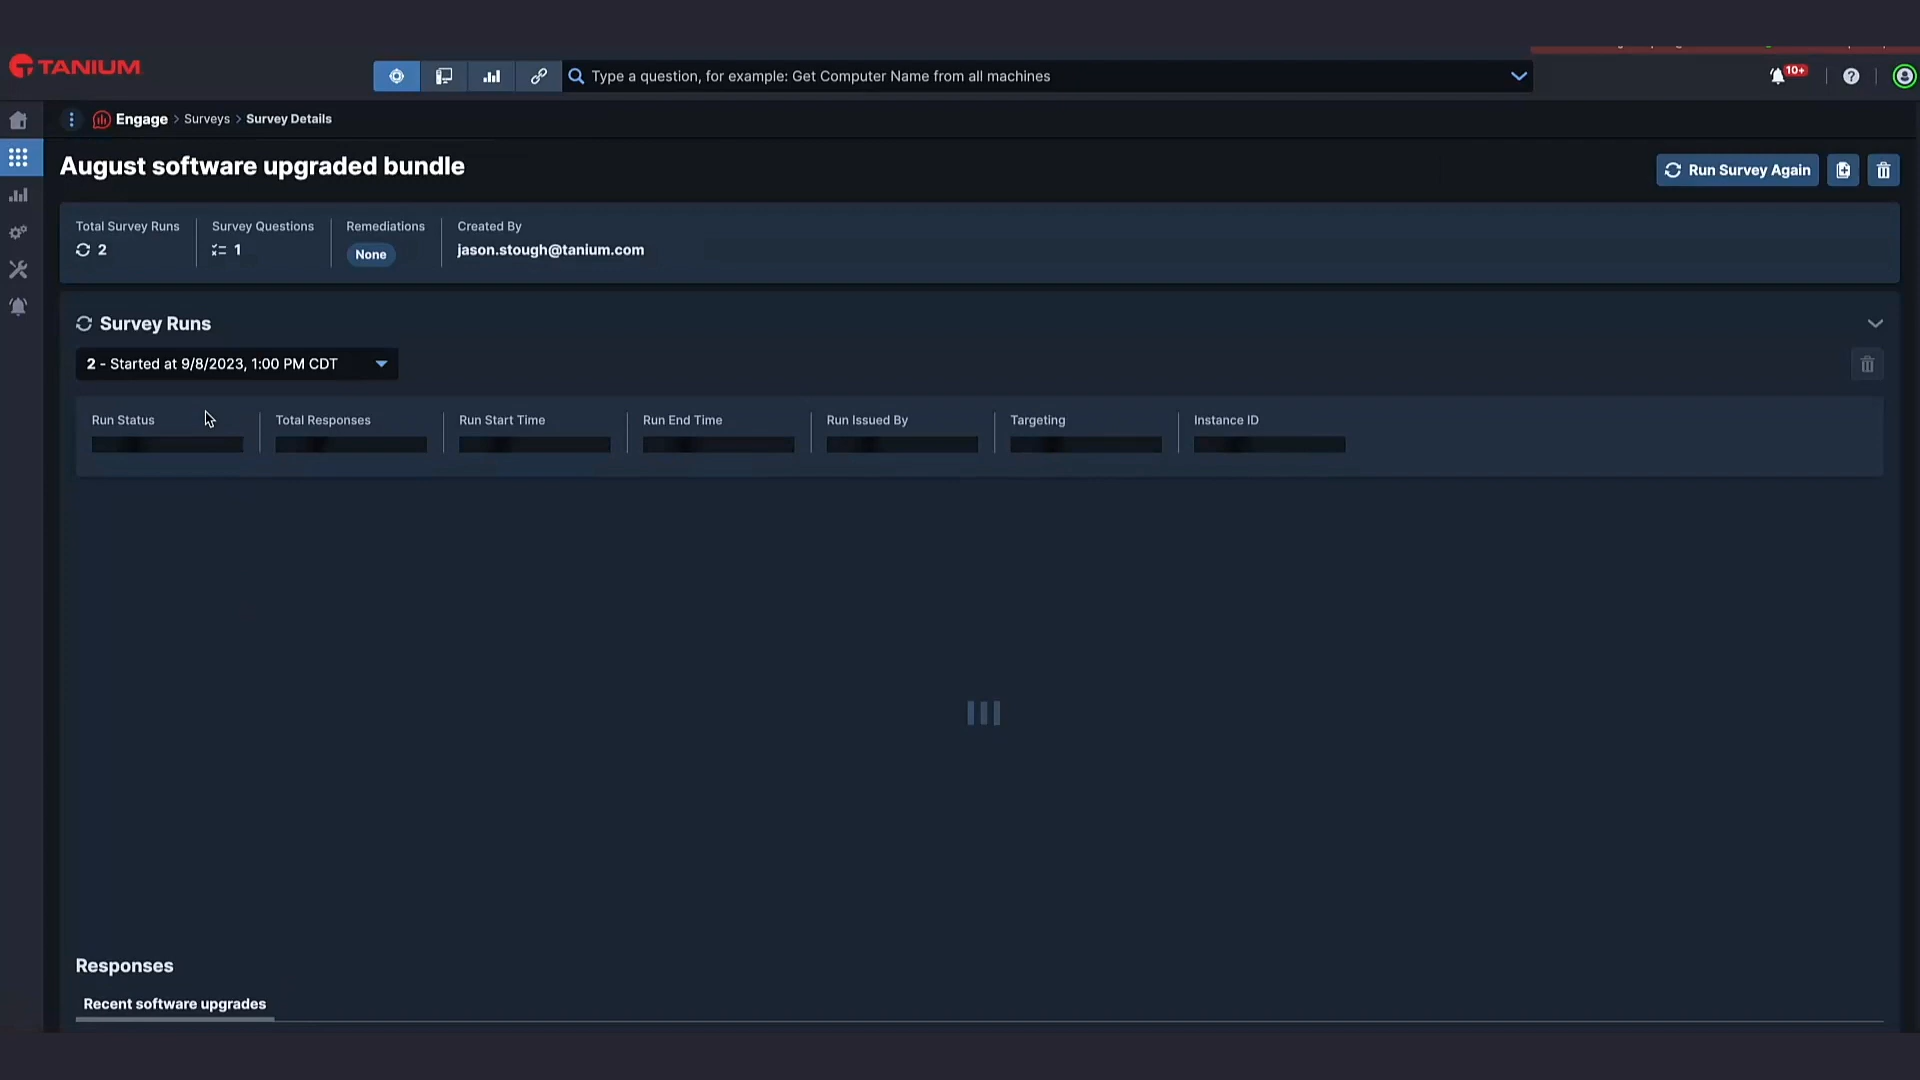 TANIUM
Type a question, for example: Get Computer Name from all machines
10+
Engage > Surveys > Survey Details
August software upgraded bundle
Run Survey Again
Total Survey Runs
2
Survey Questions
1
Remediations
None
Created By
jason.stough@tanium.com
Survey Runs
2 - Started at 9/8/2023, 1:00 PM CDT
Run Status
Total Responses
Run Start Time
Run End Time
Run Issued By
Targeting
Instance ID
Responses
Recent software upgrades